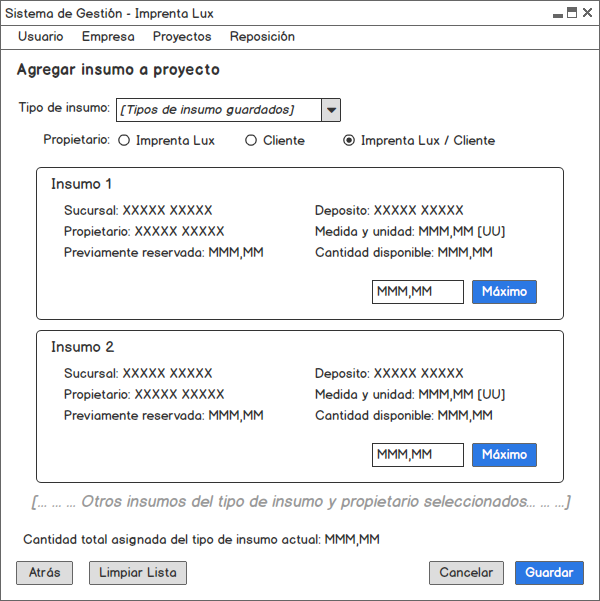 Sistema de Gestión - Imprenta Lux
Usuario Empresa Proyectos Reposición
Agregar insumo a proyecto
Tipo de insumo: [Tipos de insumo guardados]
Propietario: Imprenta Lux Cliente Imprenta Lux / Cliente
Insumo 1
Sucursal: XXXXX XXXXX Deposito: XXXXX XXXXX
Propietario: XXXXX XXXXX Medida y unidad: MMM,MM [UU]
Previamente reservada: MMM,MM Cantidad disponible: MMM,MM
MMM,MM Máximo
Insumo 2
Sucursal: XXXXX XXXXX Deposito: XXXXX XXXXX
Propietario: XXXXX XXXXX Medida y unidad: MMM,MM [UU]
Previamente reservada: MMM,MM Cantidad disponible: MMM,MM
MMM,MM Máximo
[... ... ... Otros insumos del tipo de insumo y propietario seleccionados... ... ...]
Cantidad total asignada del tipo de insumo actual: MMM,MM
Atrás Limpiar Lista Cancelar Guardar